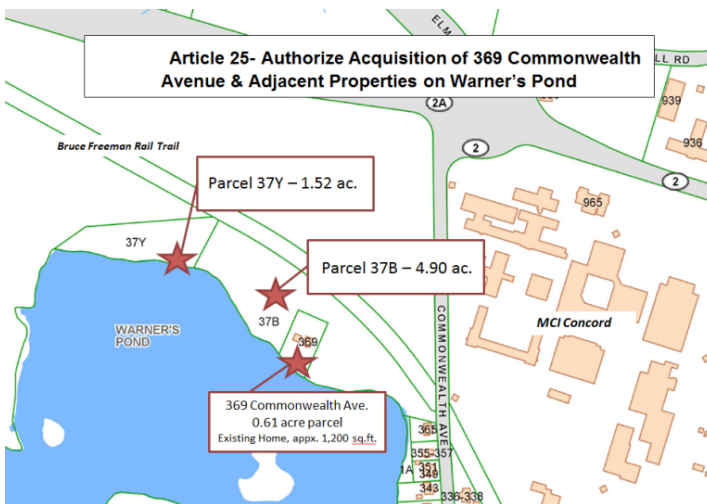 Article 25- Authorize Acquisition of 369 Commonwealth
Avenue & Adjacent Properties on Warner's Pond
ELM
LL RD
2A
939
936
2
2
Bruce Freeman Rail Trail
Parcel 37Y – 1.52 ac.
965
37Y
Parcel 37B – 4.90 ac.
37B
WARNER'S
POND
369
COMMONWEALTH AVE
MCI Concord
369 Commonwealth Ave.
0.61 acre parcel
Existing Home, appx. 1,200 sq.ft.
365
355-357
1A
351
349
343
336-338